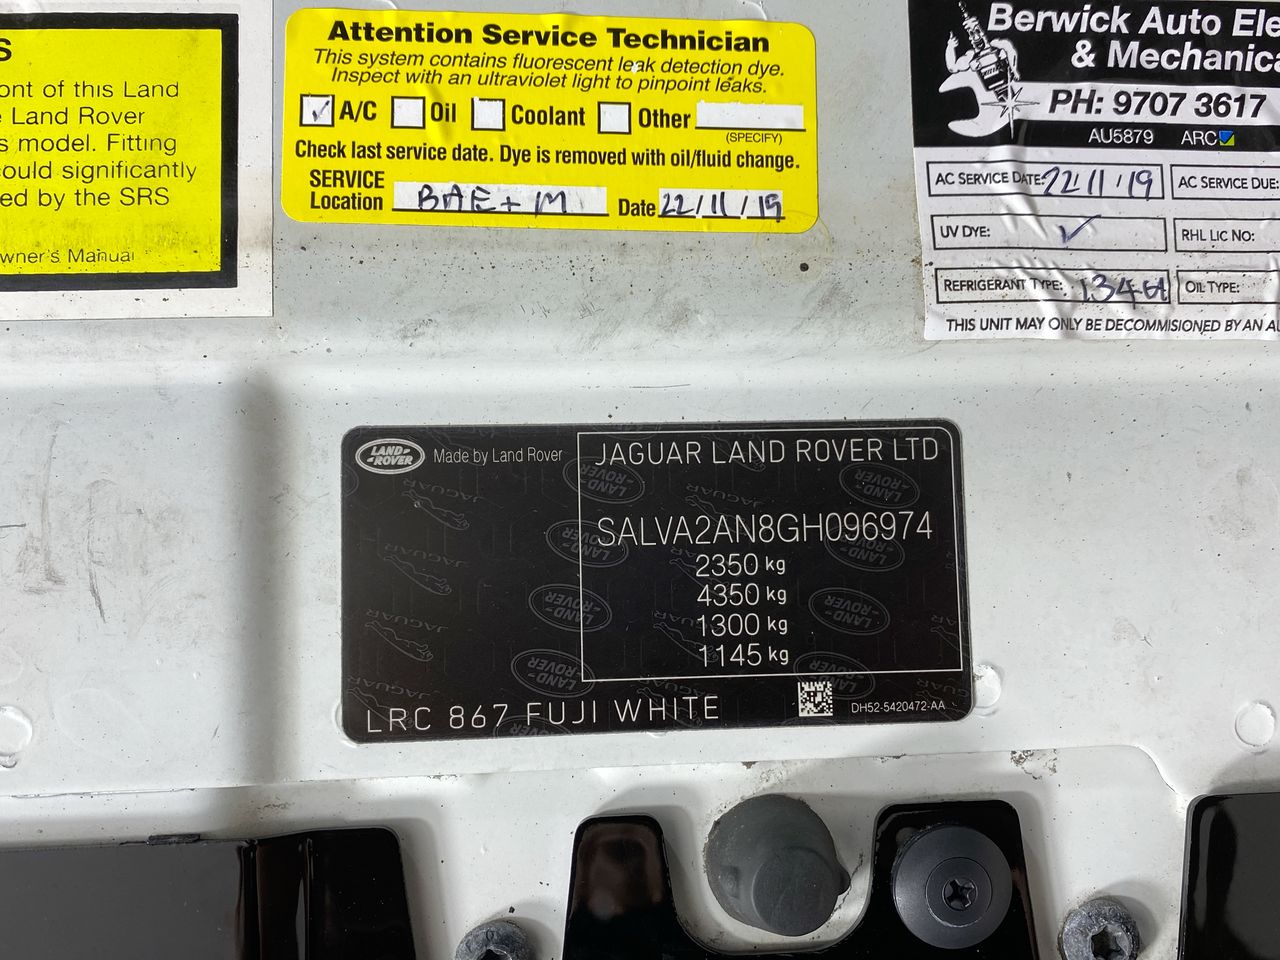 S
ont of this Land
e Land Rover
s model. Fitting
ould significantly
ed by the SRS
wner's Manual
Attention Service Technician
This system contains fluorescent leak detection dye.
Inspect with an ultraviolet light to pinpoint leaks.
A/C Oil Coolant Other
(SPECIFY)
Check last service date. Dye is removed with oil/fluid change.
SERVICE
Location BAE + M Date 22/11/19
Berwick Auto Ele
& Mechanica
PH: 9707 3617
AU5879 ARC
AC SERVICE DATE: 22/11/19 AC SERVICE DUE:
UV DYE: ✓ RHL LIC NO:
REFRIGERANT TYPE: 134a OIL TYPE:
THIS UNIT MAY ONLY BE DECOMMISIONED BY AN AU
LAND-
ROVER
Made by Land Rover
JAGUAR LAND ROVER LTD
SALVA2AN8GH096974
2350 kg
4350 kg
1300 kg
1145 kg
LRC 867 FUJI WHITE
DH52-5420472-AA